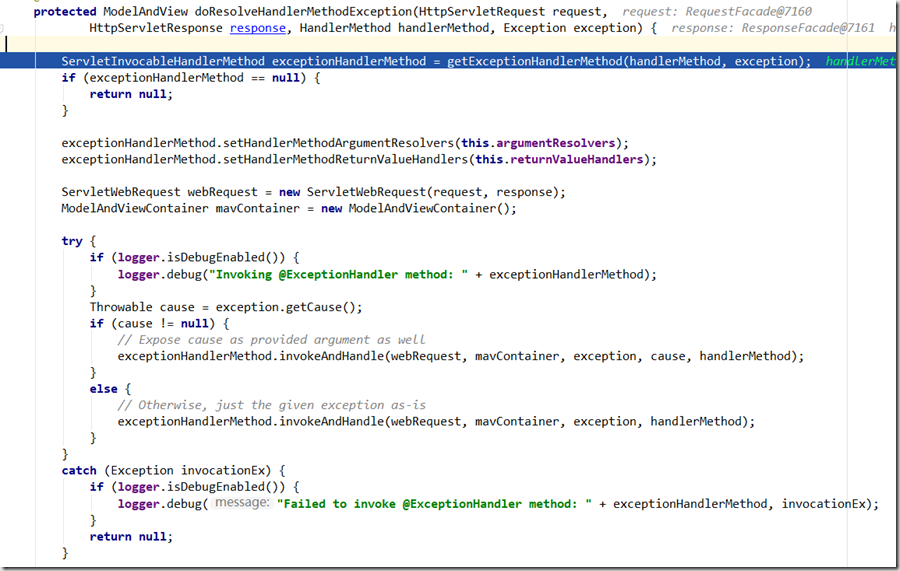 protected ModelAndView doResolveHandlerMethodException(HttpServletRequest request,  request: RequestFacade@7160
        HttpServletResponse response, HandlerMethod handlerMethod, Exception exception) {  response: ResponseFacade@7161  h
    ServletInvocableHandlerMethod exceptionHandlerMethod = getExceptionHandlerMethod(handlerMethod, exception);  handlerMet
    if (exceptionHandlerMethod == null) {
        return null;
    }
    exceptionHandlerMethod.setHandlerMethodArgumentResolvers(this.argumentResolvers);
    exceptionHandlerMethod.setHandlerMethodReturnValueHandlers(this.returnValueHandlers);
    ServletWebRequest webRequest = new ServletWebRequest(request, response);
    ModelAndViewContainer mavContainer = new ModelAndViewContainer();
    try {
        if (logger.isDebugEnabled()) {
            logger.debug("Invoking @ExceptionHandler method: " + exceptionHandlerMethod);
        }
        Throwable cause = exception.getCause();
        if (cause != null) {
            // Expose cause as provided argument as well
            exceptionHandlerMethod.invokeAndHandle(webRequest, mavContainer, exception, cause, handlerMethod);
        }
        else {
            // Otherwise, just the given exception as-is
            exceptionHandlerMethod.invokeAndHandle(webRequest, mavContainer, exception, handlerMethod);
        }
    }
    catch (Exception invocationEx) {
        if (logger.isDebugEnabled()) {
            logger.debug( message: "Failed to invoke @ExceptionHandler method: " + exceptionHandlerMethod, invocationEx);
        }
        return null;
    }